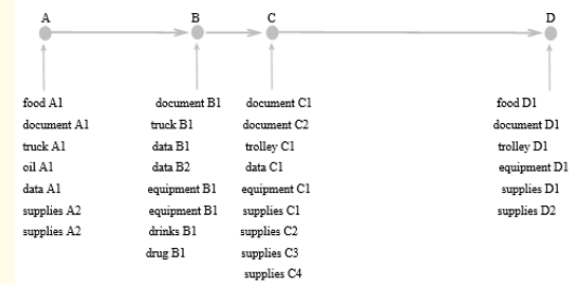 A B C D
food A1
document A1
truck A1
oil A1
data A1
supplies A2
supplies A2
document B1
truck B1
data B1
data B2
equipment B1
equipment B1
drinks B1
drug B1
document C1
document C2
trolley C1
data C1
equipment C1
supplies C1
supplies C2
supplies C3
supplies C4
food D1
document D1
trolley D1
equipment D1
supplies D1
supplies D2